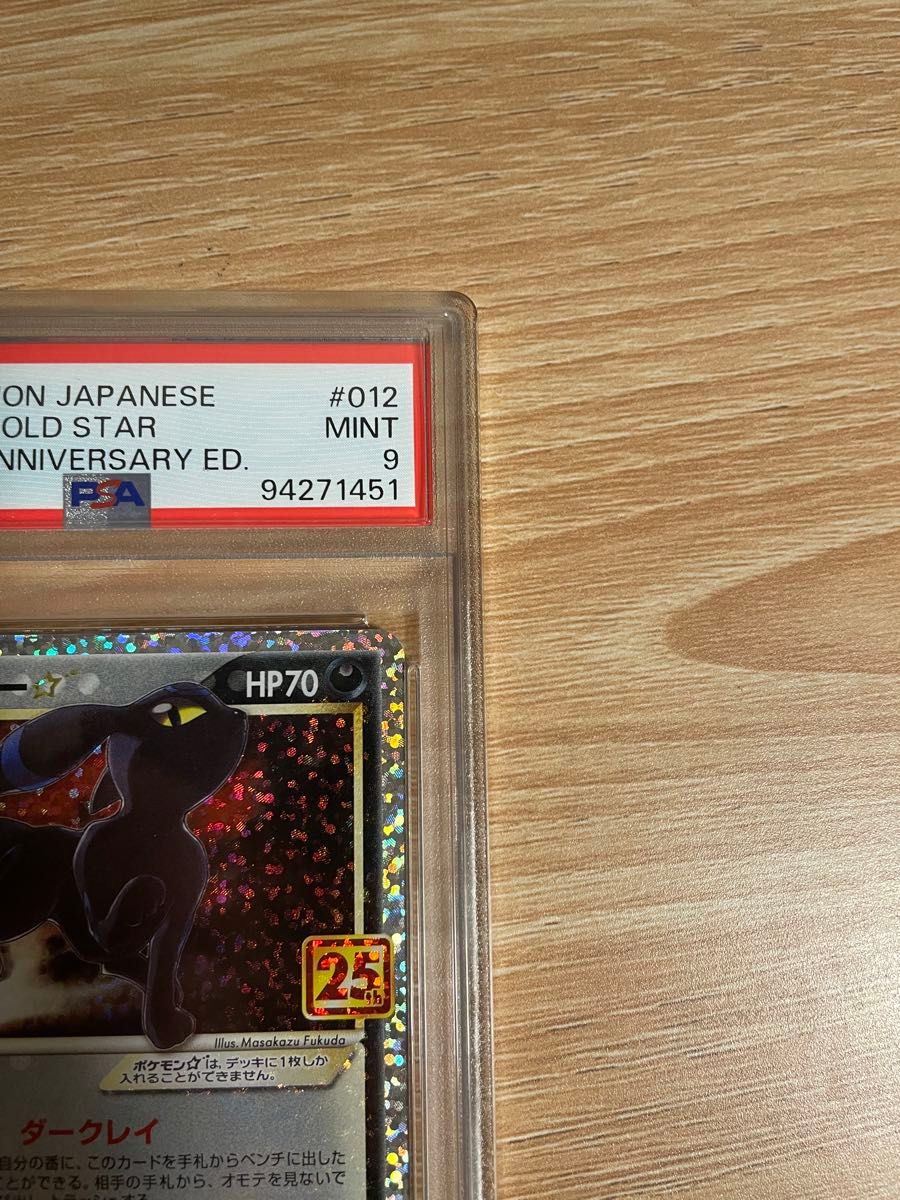 ON JAPANESE #012
OLD STAR MINT
NNIVERSARY ED. 9
PSA 94271451
ー☆ HP70
25th
Illus. Masakazu Fukuda
ポケモン☆は、デッキに1枚しか
入れることができません。
ダークレイ
自分の番に、このカードを手札からベンチに出した
とができる。相手の手札から、オモテを見ないで